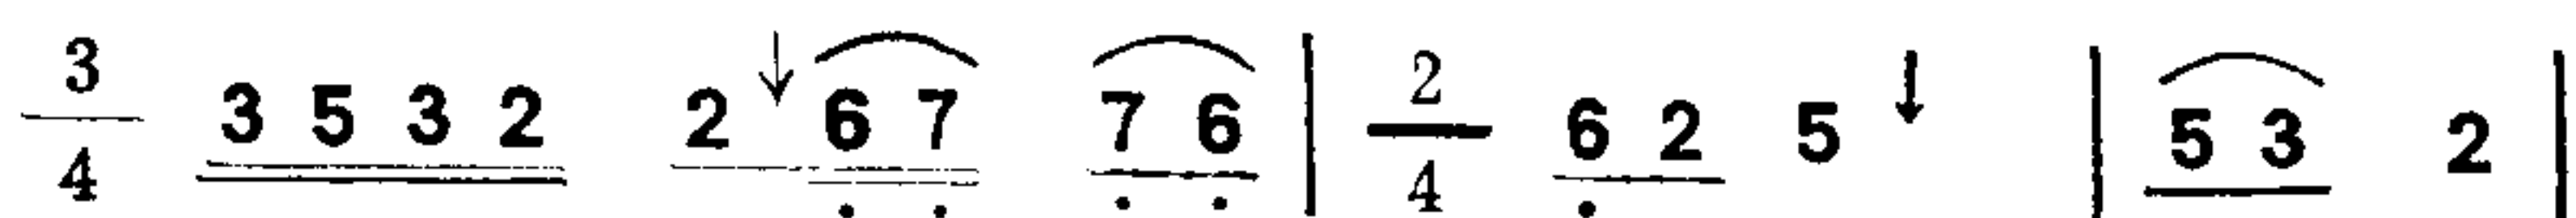 3/4 3 5 3 2 2 ↓ 6̣ 7̣ 7̣ 6̣ | 2/4 6̣ 2 5 ↓ | 5 3 2 |